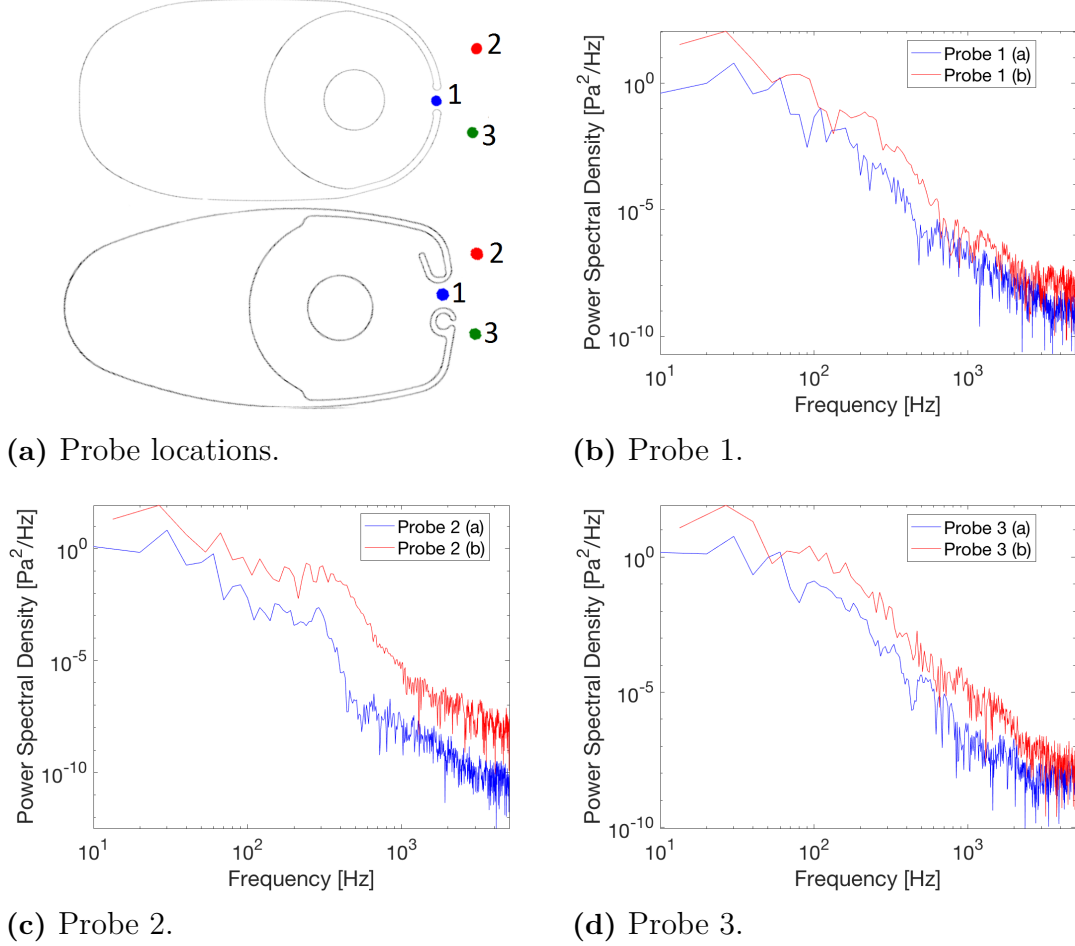 2
1
3
2
1
3
(a) Probe locations.
Power Spectral Density [Pa²/Hz]
10⁰
10⁻⁵
10⁻¹⁰
Probe 1 (a)
Probe 1 (b)
10¹ 10² 10³
Frequency [Hz]
(b) Probe 1.
Power Spectral Density [Pa²/Hz]
10⁰
10⁻⁵
10⁻¹⁰
Probe 2 (a)
Probe 2 (b)
10¹ 10² 10³
Frequency [Hz]
(c) Probe 2.
Power Spectral Density [Pa²/Hz]
10⁰
10⁻⁵
10⁻¹⁰
Probe 3 (a)
Probe 3 (b)
10¹ 10² 10³
Frequency [Hz]
(d) Probe 3.